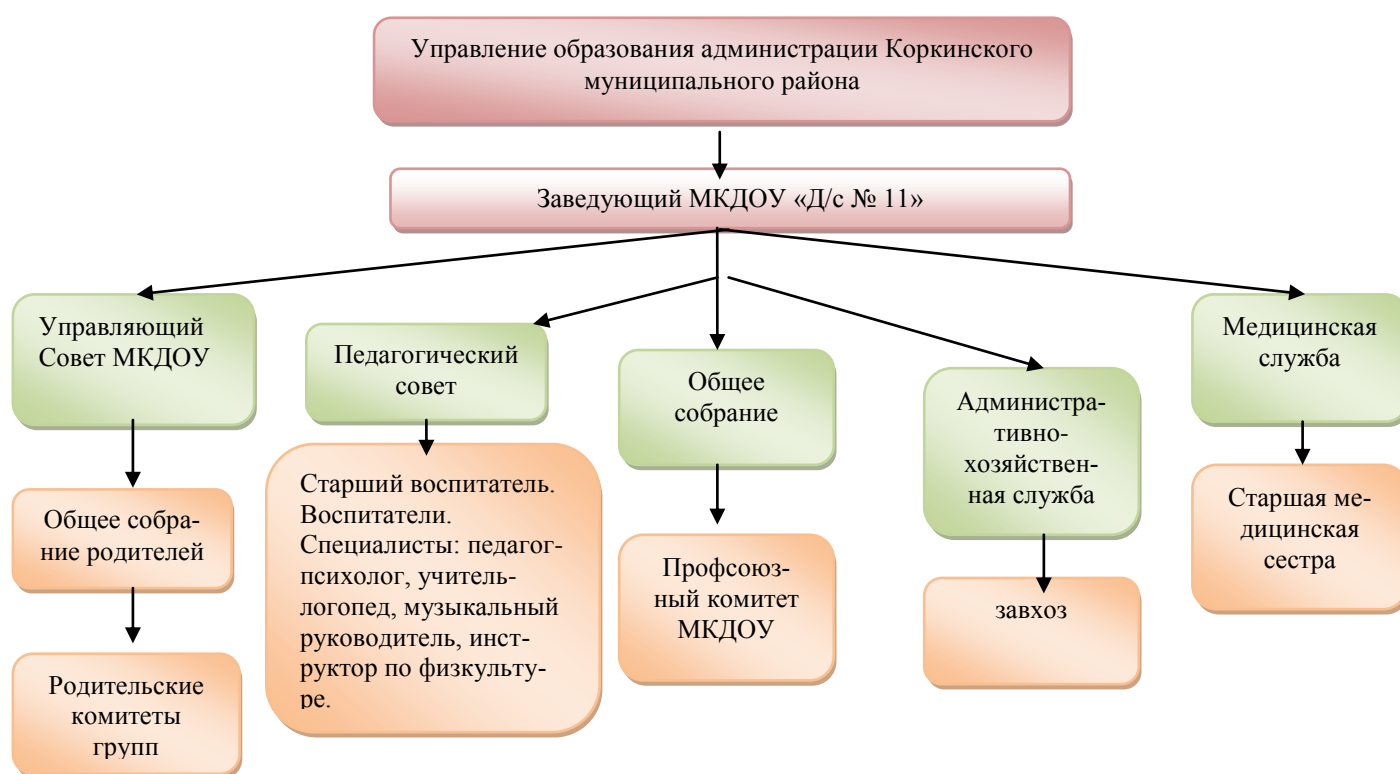 Управление образования администрации Коркинского
муниципального района
Заведующий МКДОУ «Д/с № 11»
Управляющий
Совет МКДОУ
Педагогический
совет
Общее
собрание
Администра-
тивно-
хозяйствен-
ная служба
Медицинская
служба
Общее собра-
ние родителей
Родительские
комитеты
групп
Старший воспитатель.
Воспитатели.
Специалисты: педагог-
психолог, учитель-
логопед, музыкальный
руководитель, инст-
руктор по физкульту-
ре.
Профсоюз-
ный комитет
МКДОУ
завхоз
Старшая ме-
дицинская
сестра